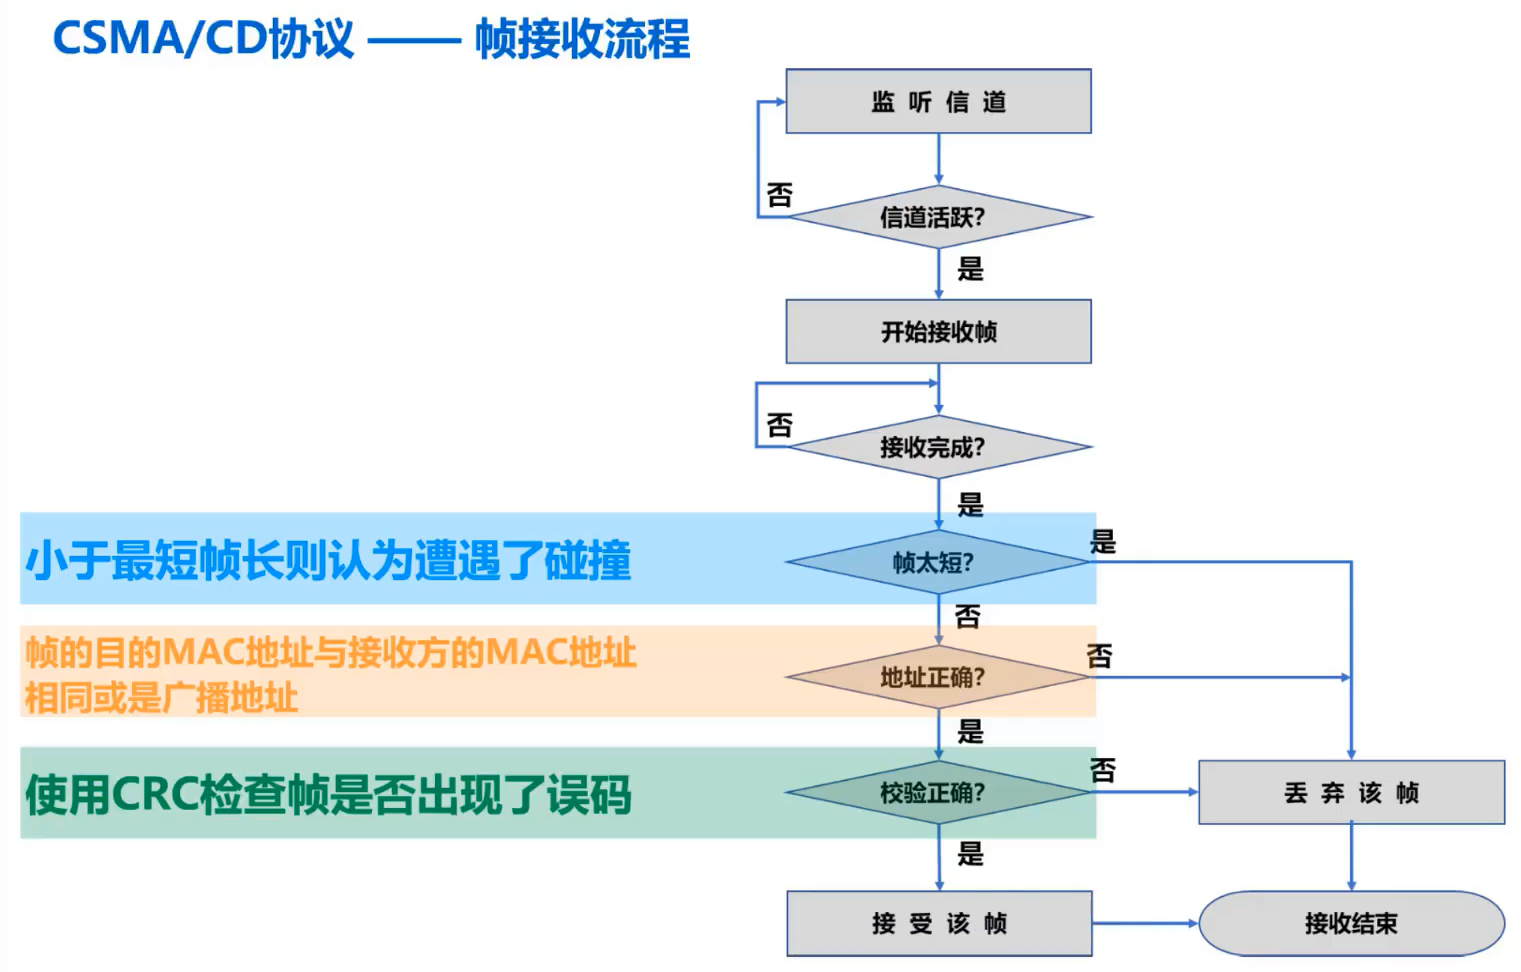 CSMA/CD协议 —— 帧接收流程
监 听 信 道
否
信道活跃?
是
开始接收帧
否
接收完成?
是
小于最短帧长则认为遭遇了碰撞
帧太短?
是
否
帧的目的MAC地址与接收方的MAC地址
相同或是广播地址
地址正确?
否
是
使用CRC检查帧是否出现了误码
校验正确?
否
丢 弃 该 帧
是
接 受 该 帧
接收结束